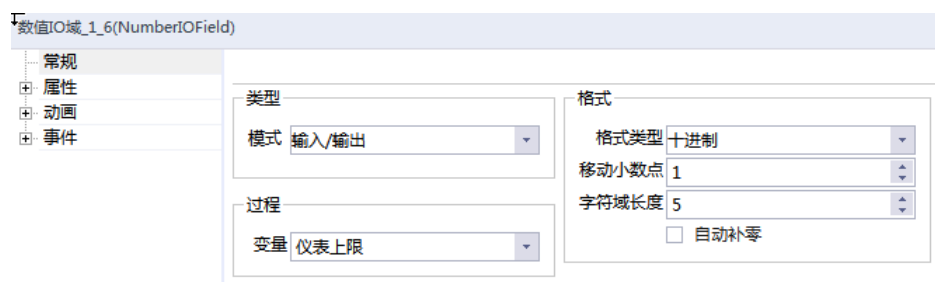 数值IO域_1_6(NumberIOField)
常规
属性
动画
事件
类型
模式 输入/输出
过程
变量 仪表上限
格式
格式类型 十进制
移动小数点 1
字符域长度 5
自动补零